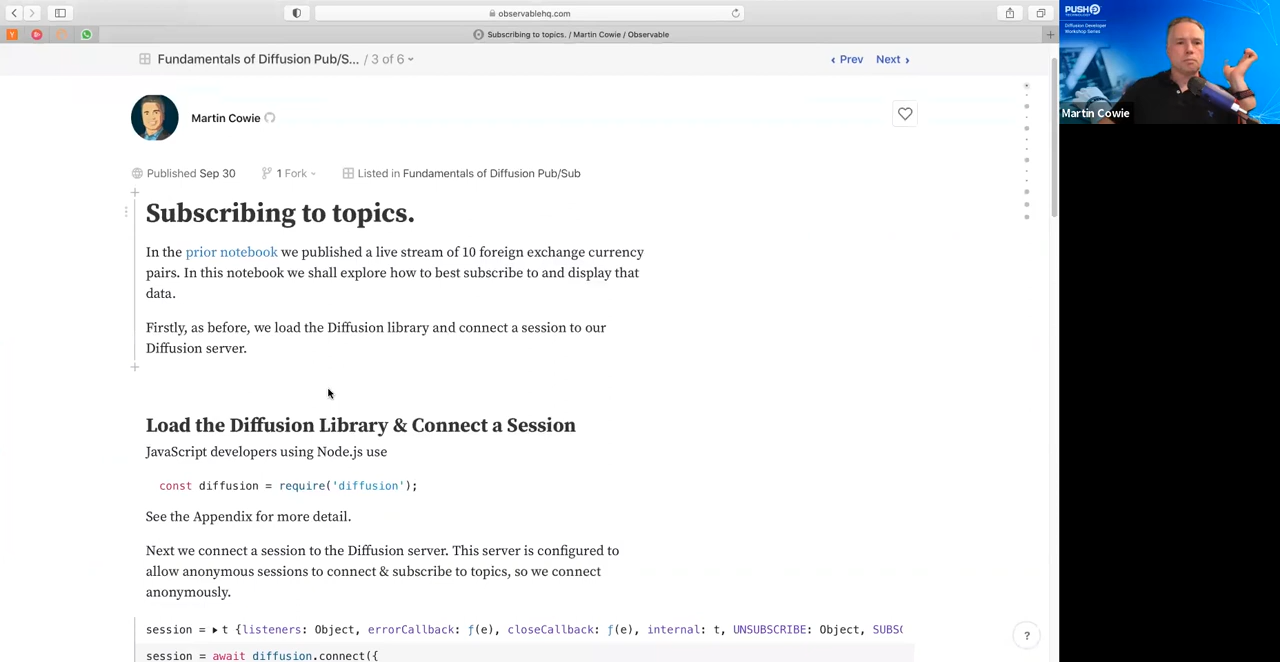 observablehq.com
Subscribing to topics. / Martin Cowie / Observable
Fundamentals of Diffusion Pub/S... / 3 of 6
Prev
Next
PUSH
TECHNOLOGY
Diffusion Developer
Workshop Series
Martin Cowie
Martin Cowie
Published Sep 30
1 Fork
Listed in Fundamentals of Diffusion Pub/Sub
Subscribing to topics.
In the prior notebook we published a live stream of 10 foreign exchange currency
pairs. In this notebook we shall explore how to best subscribe to and display that
data.
Firstly, as before, we load the Diffusion library and connect a session to our
Diffusion server.
Load the Diffusion Library & Connect a Session
JavaScript developers using Node.js use
const diffusion = require('diffusion');
See the Appendix for more detail.
Next we connect a session to the Diffusion server. This server is configured to
allow anonymous sessions to connect & subscribe to topics, so we connect
anonymously.
session = ▸ t {listeners: Object, errorCallback: ƒ(e), closeCallback: ƒ(e), internal: t, UNSUBSCRIBE: Object, SUBSC
session = await diffusion.connect({
?